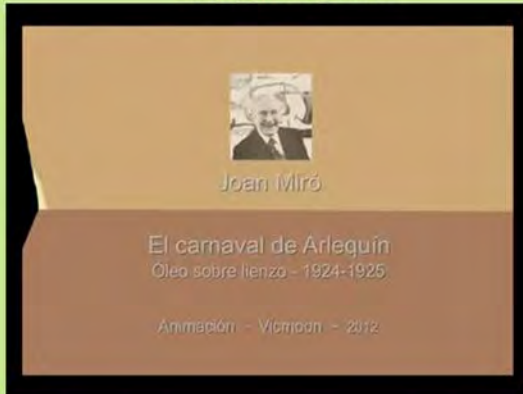 Joan Miró
El carnaval de Arlequín
Óleo sobre lienzo - 1924-1925
Animación - Vicmoon - 2012